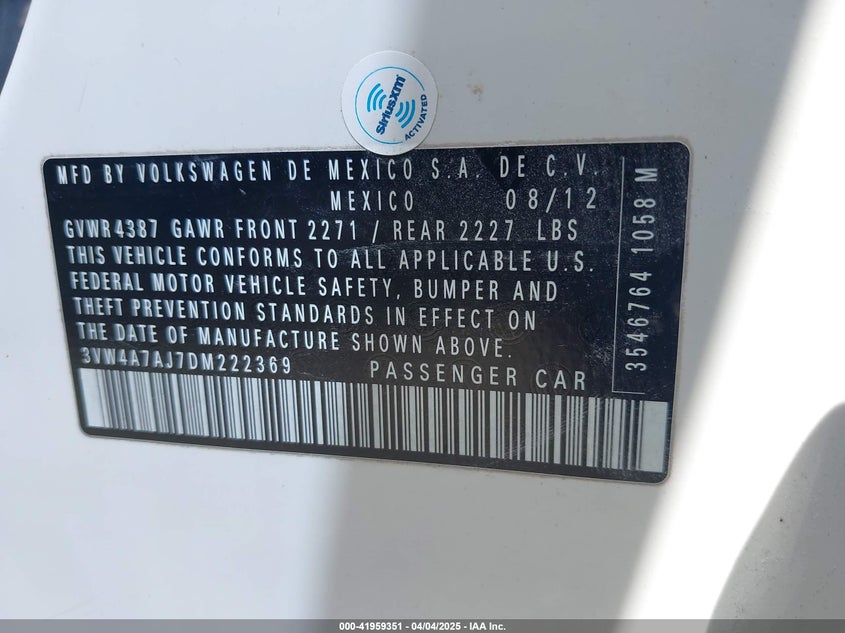 siriusxm
ACTIVATED
MFD BY VOLKSWAGEN DE MEXICO S.A. DE C.V.
MEXICO 08/12
GVWR 4387 GAWR FRONT 2271 / REAR 2227 LBS
THIS VEHICLE CONFORMS TO ALL APPLICABLE U.S.
FEDERAL MOTOR VEHICLE SAFETY, BUMPER AND
THEFT PREVENTION STANDARDS IN EFFECT ON
THE DATE OF MANUFACTURE SHOWN ABOVE.
3VW4A7AJ7DM222369 PASSENGER CAR
3546764 1058 M
000-41959351 | 04/04/2025 | IAA Inc.